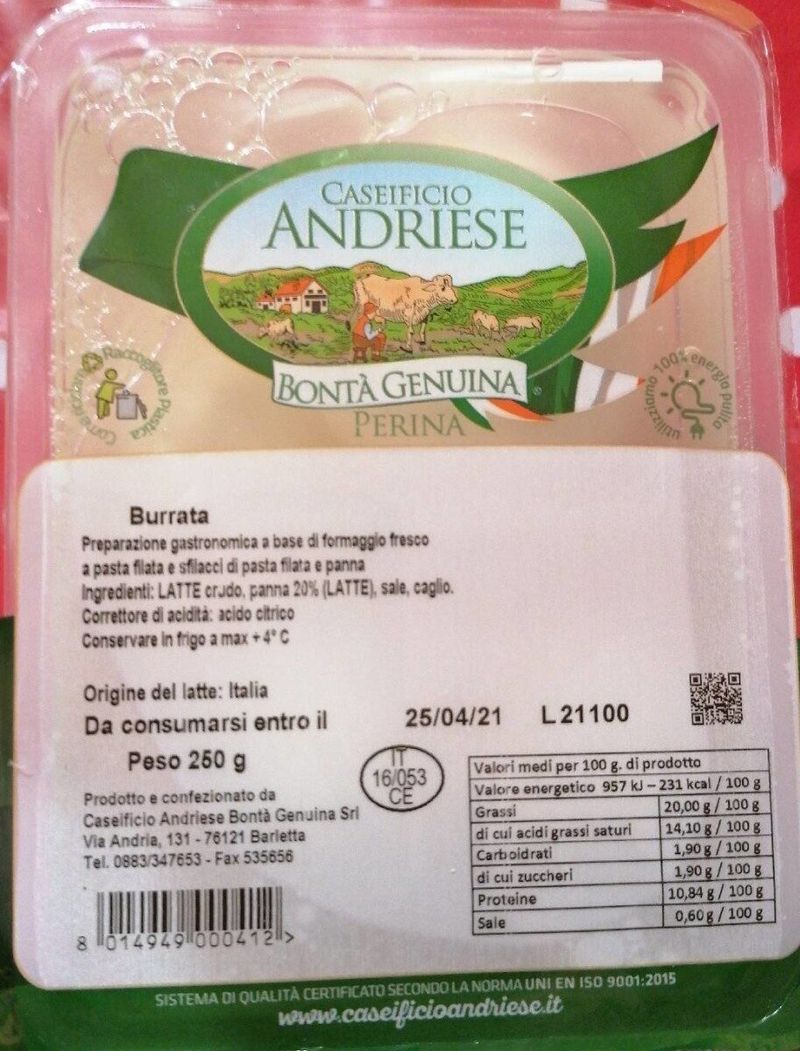 CASEIFICIO
ANDRIESE
BONTÀ GENUINA
PERINA
Raccoglitore Plastica
Comune
utilizziamo 100% energia pulita
Burrata
Preparazione gastronomica a base di formaggio fresco
a pasta filata e sfilacci di pasta filata e panna
Ingredienti: LATTE crudo, panna 20% (LATTE), sale, caglio.
Correttore di acidità: acido citrico
Conservare in frigo a max +4° C
Origine del latte: Italia
Da consumarsi entro il 25/04/21 L21100
Peso 250 g
IT
16/053
CE
Prodotto e confezionato da
Caseificio Andriese Bontà Genuina Srl
Via Andria, 131 - 76121 Barletta
Tel. 0883/347653 - Fax 535656
8 014949 000412 >
Valori medi per 100 g. di prodotto
Valore energetico 957 kJ – 231 kcal / 100 g
Grassi 20,00 g / 100 g
di cui acidi grassi saturi 14,10 g / 100 g
Carboidrati 1,90 g / 100 g
di cui zuccheri 1,90 g / 100 g
Proteine 10,84 g / 100 g
Sale 0,60 g / 100 g
SISTEMA DI QUALITÀ CERTIFICATO SECONDO LA NORMA UNI EN ISO 9001:2015
www.caseificioandriese.it